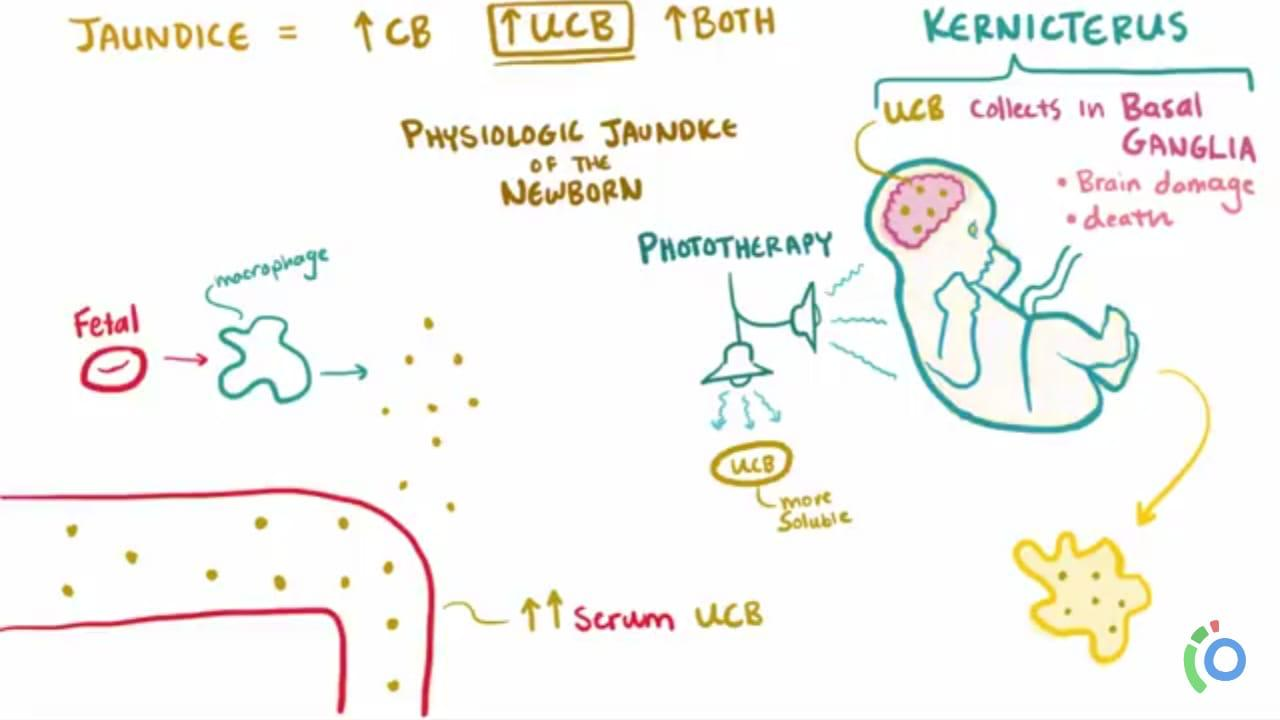 JAUNDICE = ↑CB ↑UCB ↑BOTH
KERNICTERUS
UCB collects in Basal
GANGLIA
• Brain damage
• death
PHYSIOLOGIC JAUNDICE
OF THE
NEWBORN
PHOTOTHERAPY
macrophage
Fetal
UCB
more
Soluble
↑↑ Serum UCB